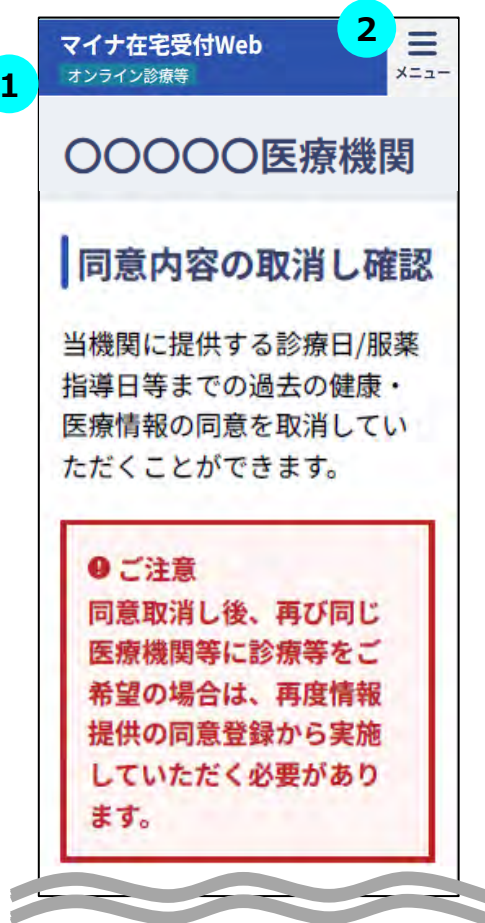 2
マイナ在宅受付Web
オンライン診療等
メニュー
1
〇〇〇〇〇医療機関
同意内容の取消し確認
当機関に提供する診療日/服薬
指導日等までの過去の健康・
医療情報の同意を取消してい
ただくことができます。
ご注意
同意取消し後、再び同じ
医療機関等に診療等をご
希望の場合は、再度情報
提供の同意登録から実施
していただく必要があり
ます。